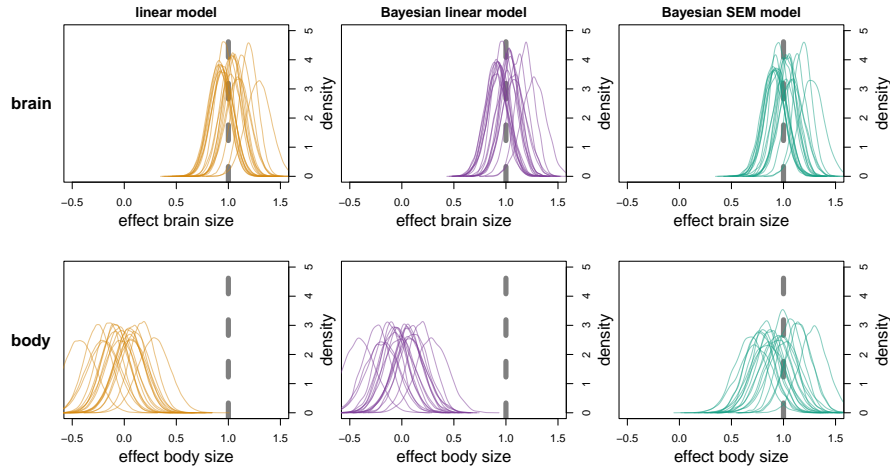 linear model
Bayesian linear model
Bayesian SEM model
brain
−0.5 0.0 0.5 1.0 1.5
0 1 2 3 4 5
density
effect brain size
−0.5 0.0 0.5 1.0 1.5
0 1 2 3 4 5
density
effect brain size
−0.5 0.0 0.5 1.0 1.5
0 1 2 3 4 5
density
effect brain size
body
−0.5 0.0 0.5 1.0 1.5
0 1 2 3 4 5
density
effect body size
−0.5 0.0 0.5 1.0 1.5
0 1 2 3 4 5
density
effect body size
−0.5 0.0 0.5 1.0 1.5
0 1 2 3 4 5
density
effect body size